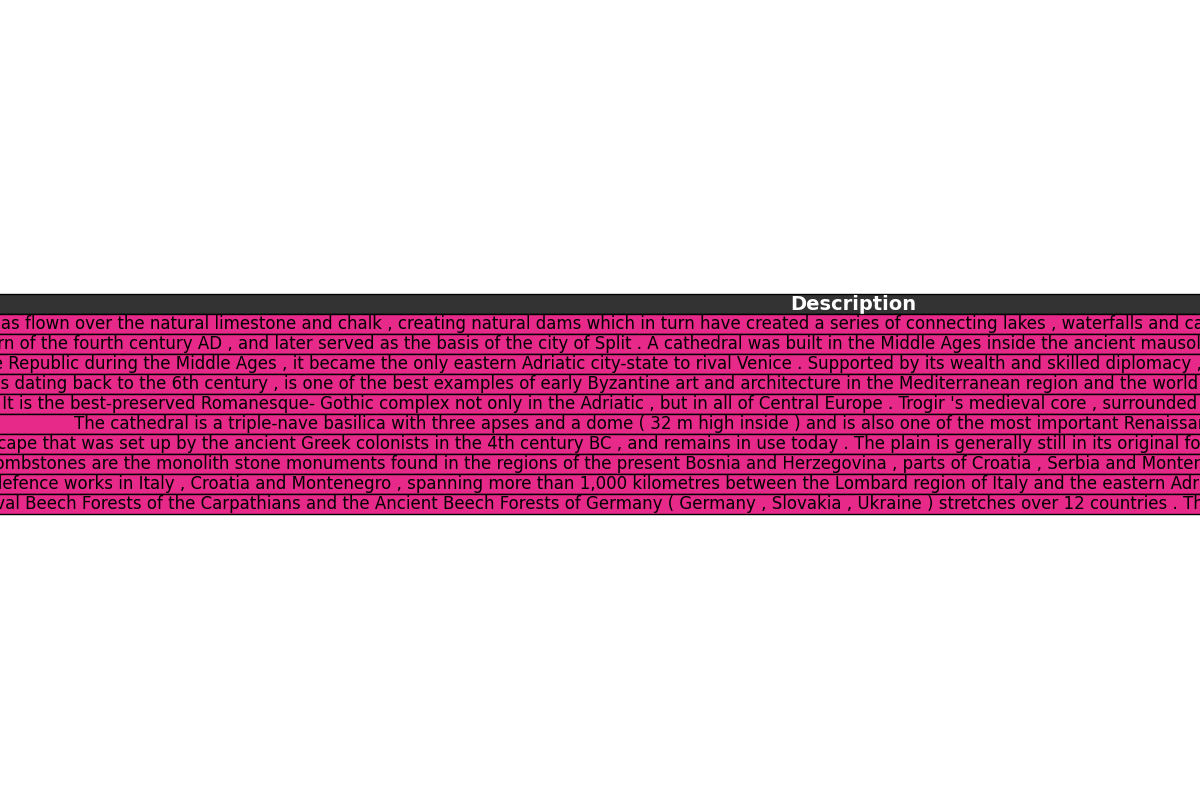 Description
as flown over the natural limestone and chalk , creating natural dams which in turn have created a series of connecting lakes , waterfalls and
of the fourth century AD , and later served as the basis of the city of Split . A cathedral was built in the Middle Ages inside the ancient
Republic during the Middle Ages , it became the only eastern Adriatic city-state to rival Venice . Supported by its wealth and skilled diplomacy ,
dating back to the 6th century , is one of the best examples of early Byzantine art and architecture in the Mediterranean region and the world
It is the best-preserved Romanesque- Gothic complex not only in the Adriatic , but in all of Central Europe . Trogir 's medieval core , surrounded
The cathedral is a triple-nave basilica with three apses and a dome ( 32 m high inside ) and is also one of the most important
that was set up by the ancient Greek colonists in the 4th century BC , and remains in use today . The plain is generally still in its original
are the monolith stone monuments found in the regions of the present Bosnia and Herzegovina , parts of Croatia , Serbia and
defence works in Italy , Croatia and Montenegro , spanning more than 1,000 kilometres between the Lombard region of Italy and the eastern
Beech Forests of the Carpathians and the Ancient Beech Forests of Germany ( Germany , Slovakia , Ukraine ) stretches over 12 countries .